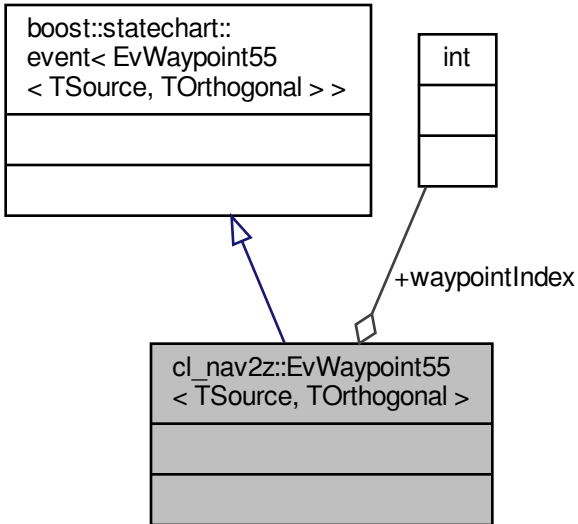 boost::statechart::
event< EvWaypoint55
< TSource, TOrthogonal > >
int
+waypointIndex
cl_nav2z::EvWaypoint55
< TSource, TOrthogonal >